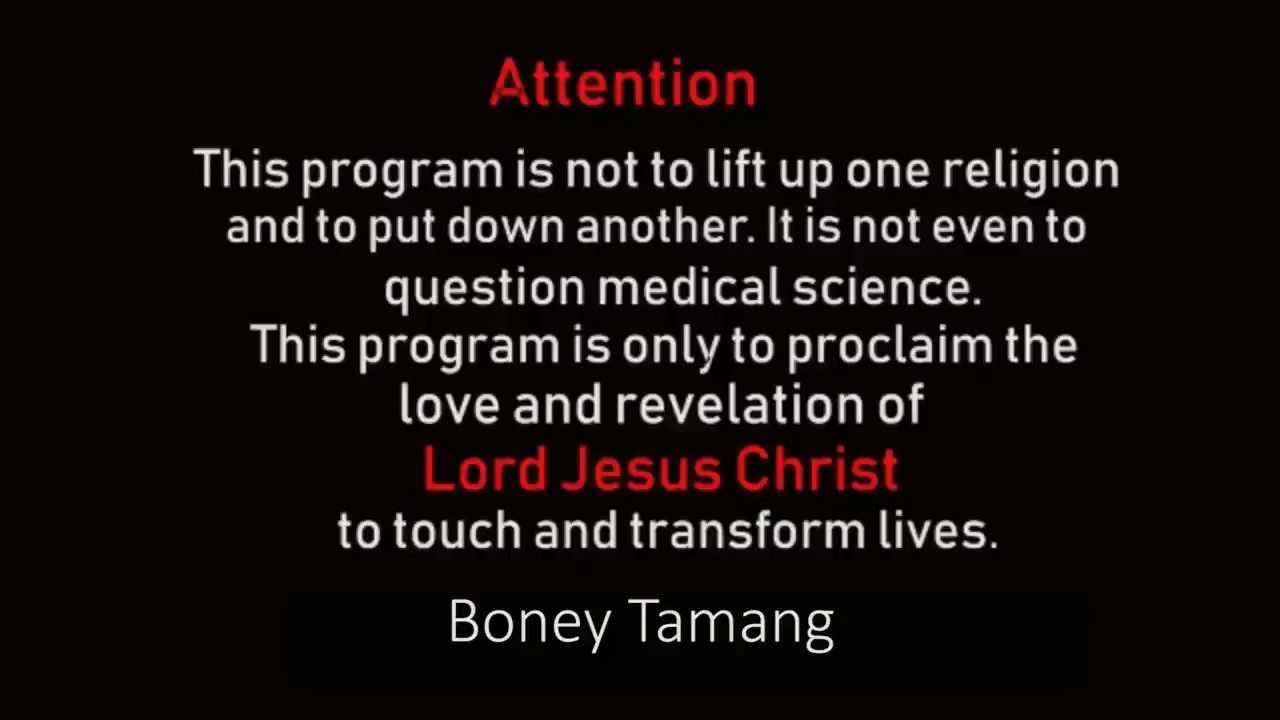 Attention
This program is not to lift up one religion
and to put down another. It is not even to
question medical science.
This program is only to proclaim the
love and revelation of
Lord Jesus Christ
to touch and transform lives.
Boney Tamang